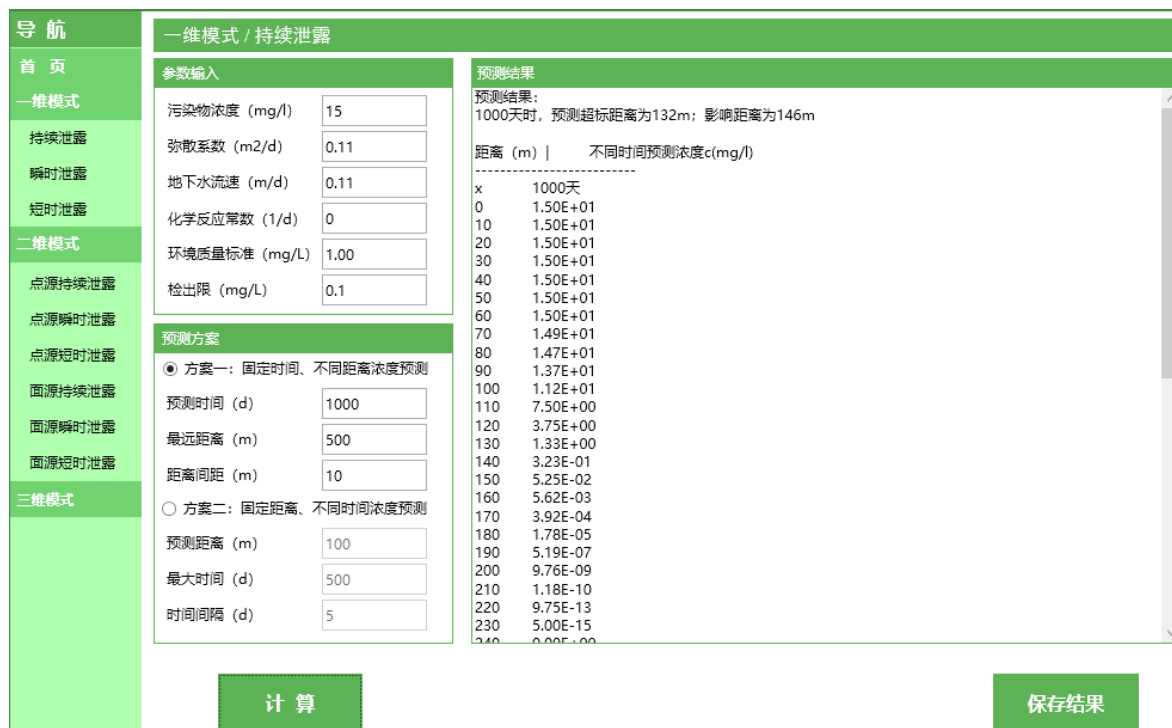 导 航
首 页
一维模式
持续泄露
瞬时泄露
短时泄露
二维模式
点源持续泄露
点源瞬时泄露
点源短时泄露
面源持续泄露
面源瞬时泄露
面源短时泄露
三维模式
一维模式 / 持续泄露
参数输入
污染物浓度（mg/l） 15
弥散系数（m2/d） 0.11
地下水流速（m/d） 0.11
化学反应常数（1/d） 0
环境质量标准（mg/L） 1.00
检出限（mg/L） 0.1
预测方案
方案一：固定时间、不同距离浓度预测
预测时间（d） 1000
最远距离（m） 500
距离间距（m） 10
方案二：固定距离、不同时间浓度预测
预测距离（m） 100
最大时间（d） 500
时间间隔（d） 5
预测结果
预测结果：
1000天时，预测超标距离为132m；影响距离为146m
距离（m）| 不同时间预测浓度c(mg/l)
--------------------------
x 1000天
0 1.50E+01
10 1.50E+01
20 1.50E+01
30 1.50E+01
40 1.50E+01
50 1.50E+01
60 1.50E+01
70 1.49E+01
80 1.47E+01
90 1.37E+01
100 1.12E+01
110 7.50E+00
120 3.75E+00
130 1.33E+00
140 3.23E-01
150 5.25E-02
160 5.62E-03
170 3.92E-04
180 1.78E-05
190 5.19E-07
200 9.76E-09
210 1.18E-10
220 9.75E-13
230 5.00E-15
240 0.00E+00
计 算
保存结果